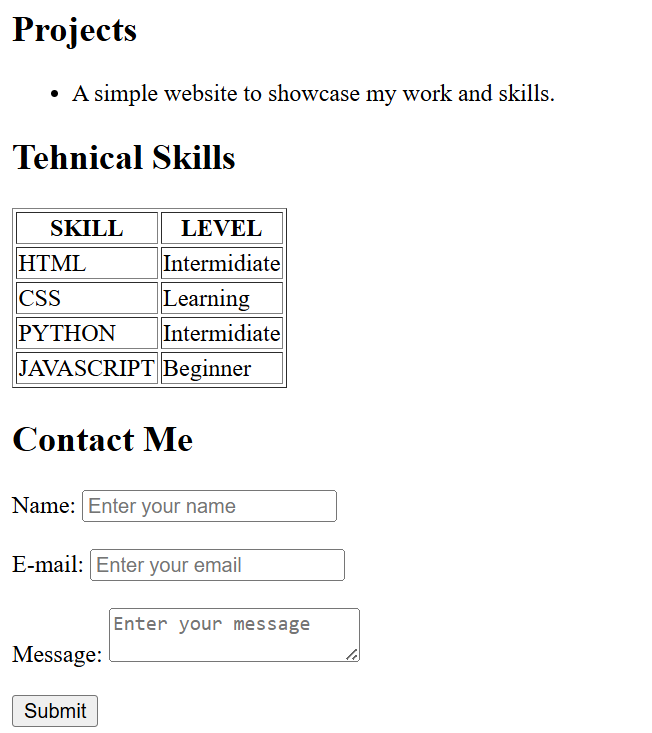 Projects
• A simple website to showcase my work and skills.
Tehnical Skills
SKILL LEVEL
HTML Intermidiate
CSS Learning
PYTHON Intermidiate
JAVASCRIPT Beginner
Contact Me
Name: Enter your name
E-mail: Enter your email
Message: Enter your message
Submit